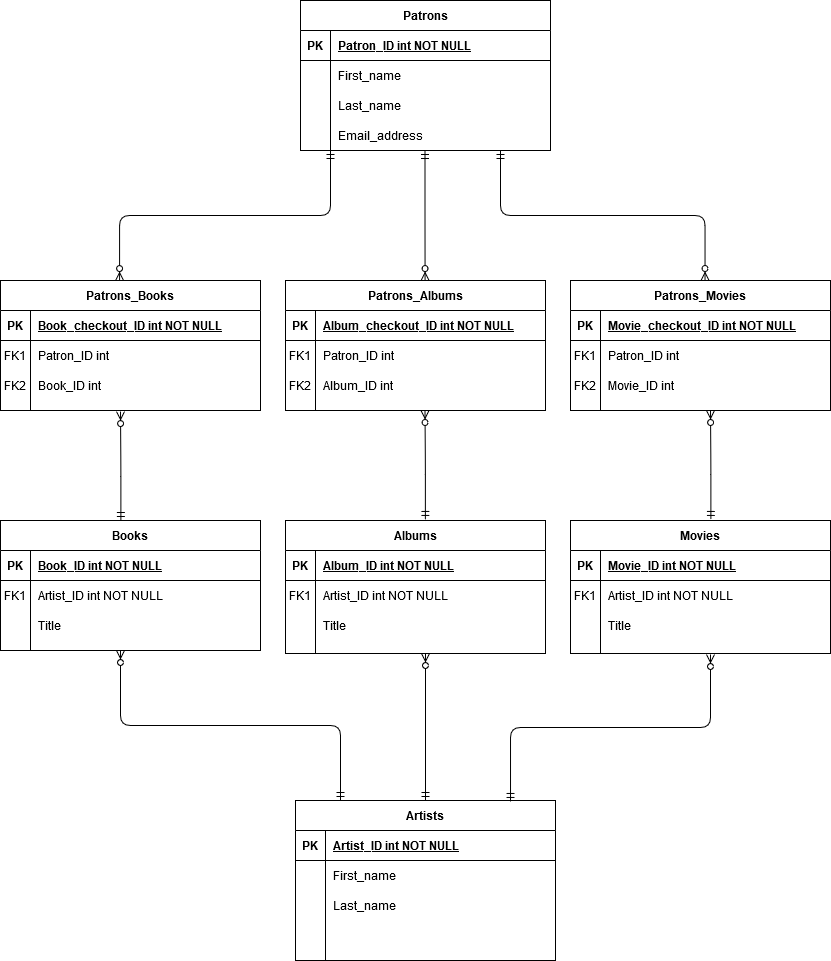 Patrons
PK Patron_ID int NOT NULL
First_name
Last_name
Email_address
Patrons_Books
PK Book_checkout_ID int NOT NULL
FK1 Patron_ID int
FK2 Book_ID int
Patrons_Albums
PK Album_checkout_ID int NOT NULL
FK1 Patron_ID int
FK2 Album_ID int
Patrons_Movies
PK Movie_checkout_ID int NOT NULL
FK1 Patron_ID int
FK2 Movie_ID int
Books
PK Book_ID int NOT NULL
FK1 Artist_ID int NOT NULL
Title
Albums
PK Album_ID int NOT NULL
FK1 Artist_ID int NOT NULL
Title
Movies
PK Movie_ID int NOT NULL
FK1 Artist_ID int NOT NULL
Title
Artists
PK Artist_ID int NOT NULL
First_name
Last_name